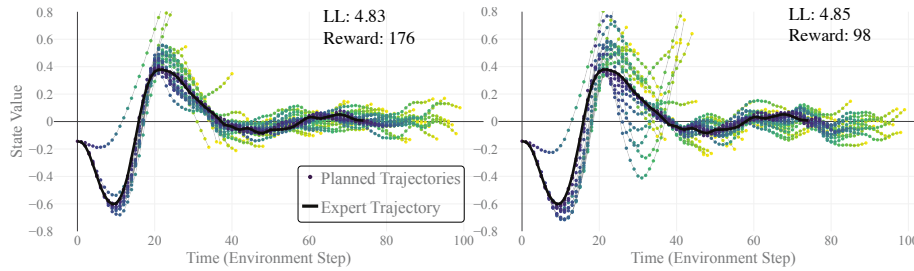 LL: 4.83
Reward: 176
0.8
0.6
0.4
0.2
0
−0.2
−0.4
−0.6
−0.8
State Value
Planned Trajectories
Expert Trajectory
0 20 40 60 80 100
Time (Environment Step)
LL: 4.85
Reward: 98
0.8
0.6
0.4
0.2
0
−0.2
−0.4
−0.6
−0.8
0 20 40 60 80 100
Time (Environment Step)